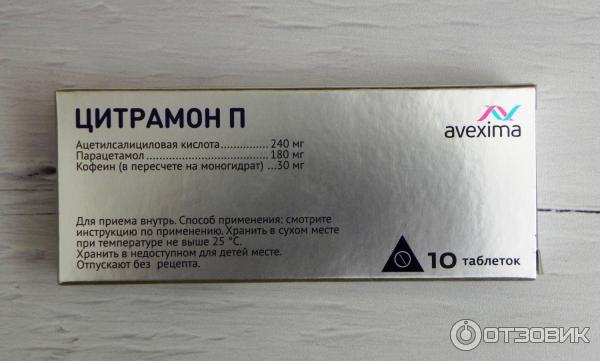 ЦИТРАМОН П
avexima
Ацетилсалициловая кислота............. 240 мг
Парацетамол.................................... 180 мг
Кофеин (в пересчете на моногидрат) ...30 мг
Для приема внутрь. Способ применения: смотрите
инструкцию по применению. Хранить в сухом месте
при температуре не выше 25 °С.
Хранить в недоступном для детей месте.
Отпускают без рецепта.
10 таблеток
ОТЗОВИК